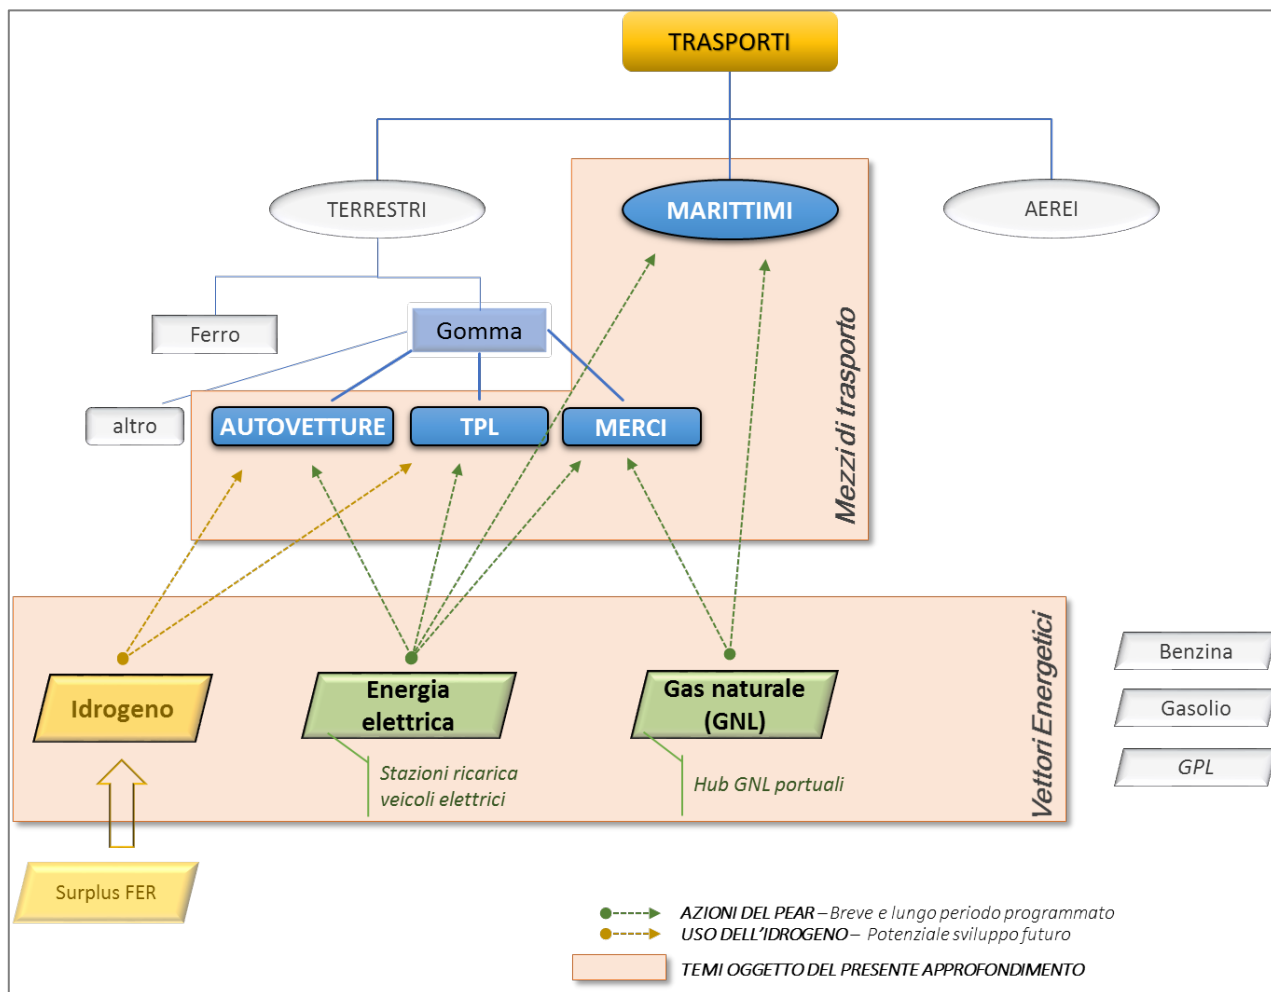 TRASPORTI
TERRESTRI
MARITTIMI
AEREI
Ferro
Gomma
altro
AUTOVETTURE
TPL
MERCI
Mezzi di trasporto
Idrogeno
Energia
elettrica
Gas naturale
(GNL)
Stazioni ricarica
veicoli elettrici
Hub GNL portuali
Vettori Energetici
Benzina
Gasolio
GPL
Surplus FER
AZIONI DEL PEAR – Breve e lungo periodo programmato
USO DELL'IDROGENO – Potenziale sviluppo futuro
TEMI OGGETTO DEL PRESENTE APPROFONDIMENTO